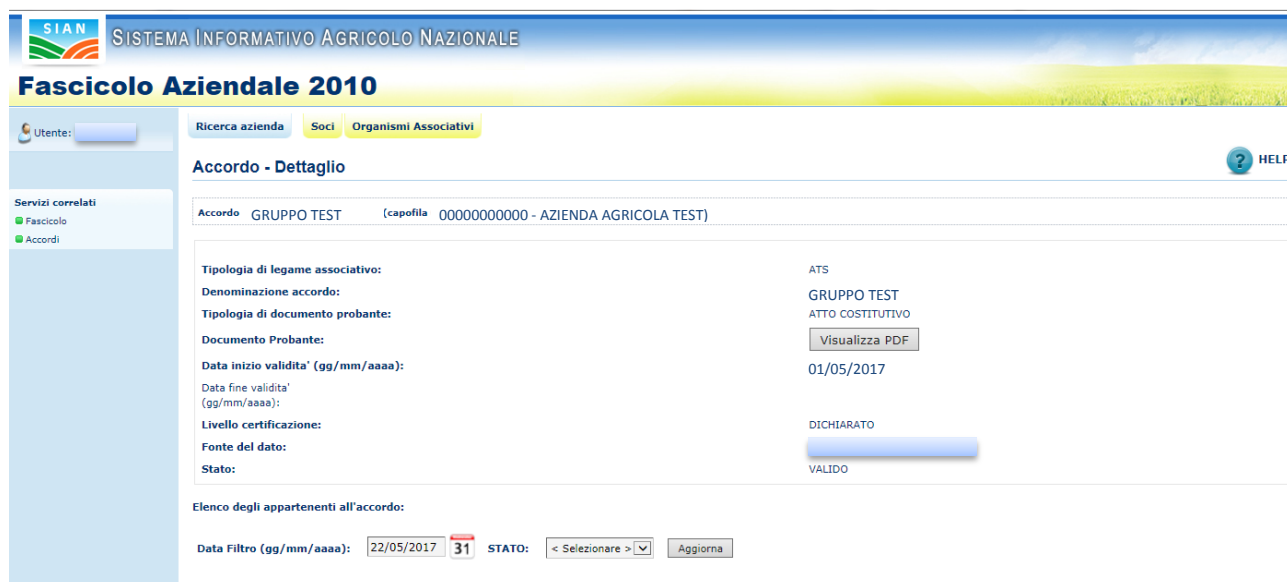 SIAN
SISTEMA INFORMATIVO AGRICOLO NAZIONALE
Fascicolo Aziendale 2010
Utente:
Ricerca azienda Soci Organismi Associativi
Accordo - Dettaglio
? HELP
Servizi correlati
Fascicolo
Accordi
Accordo GRUPPO TEST (capofila 00000000000 - AZIENDA AGRICOLA TEST)
Tipologia di legame associativo: ATS
Denominazione accordo: GRUPPO TEST
Tipologia di documento probante: ATTO COSTITUTIVO
Documento Probante: Visualizza PDF
Data inizio validita' (gg/mm/aaaa): 01/05/2017
Data fine validita'
(gg/mm/aaaa):
Livello certificazione: DICHIARATO
Fonte del dato:
Stato: VALIDO
Elenco degli appartenenti all'accordo:
Data Filtro (gg/mm/aaaa): 22/05/2017 31 STATO: < Selezionare > Aggiorna